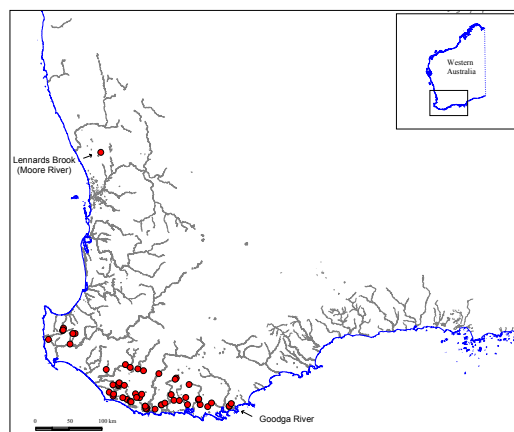 Western
Australia
Lennards Brook
(Moore River)
Goodga River
0 50 100 km